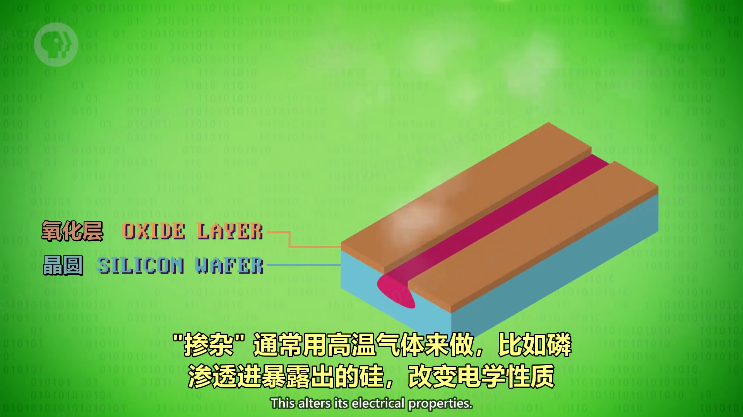 氧化层 OXIDE LAYER
晶圆 SILICON WAFER
"掺杂" 通常用高温气体来做，比如磷
渗透进暴露出的硅，改变电学性质
This alters its electrical properties.